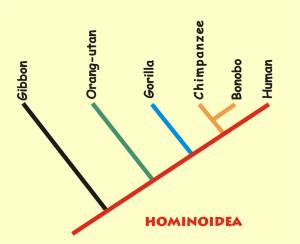 Gibbon
Orang-utan
Gorilla
Chimpanzee
Bonobo
Human
HOMINOIDEA